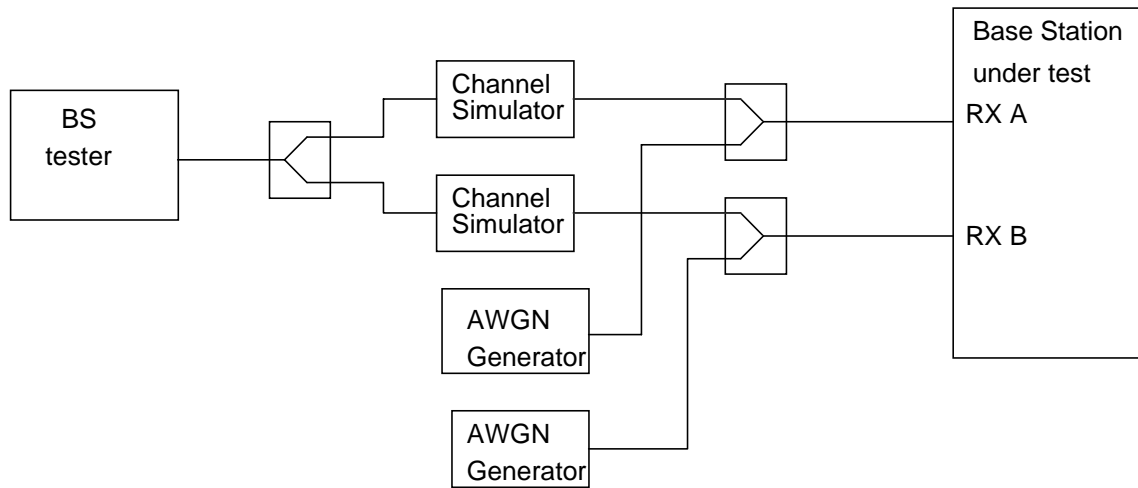 BS
tester
Channel
Simulator
Channel
Simulator
AWGN
Generator
AWGN
Generator
Base Station
under test
RX A
RX B